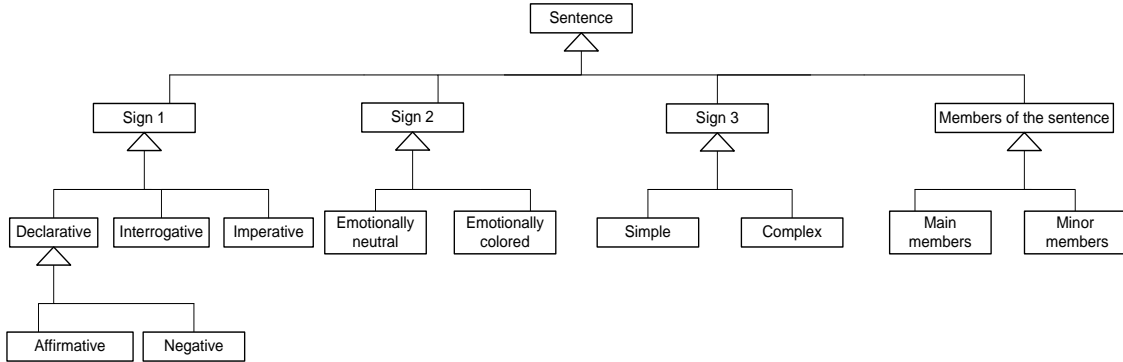 Sentence
Sign 1
Sign 2
Sign 3
Members of the sentence
Declarative
Interrogative
Imperative
Emotionally
neutral
Emotionally
colored
Simple
Complex
Main
members
Minor
members
Affirmative
Negative